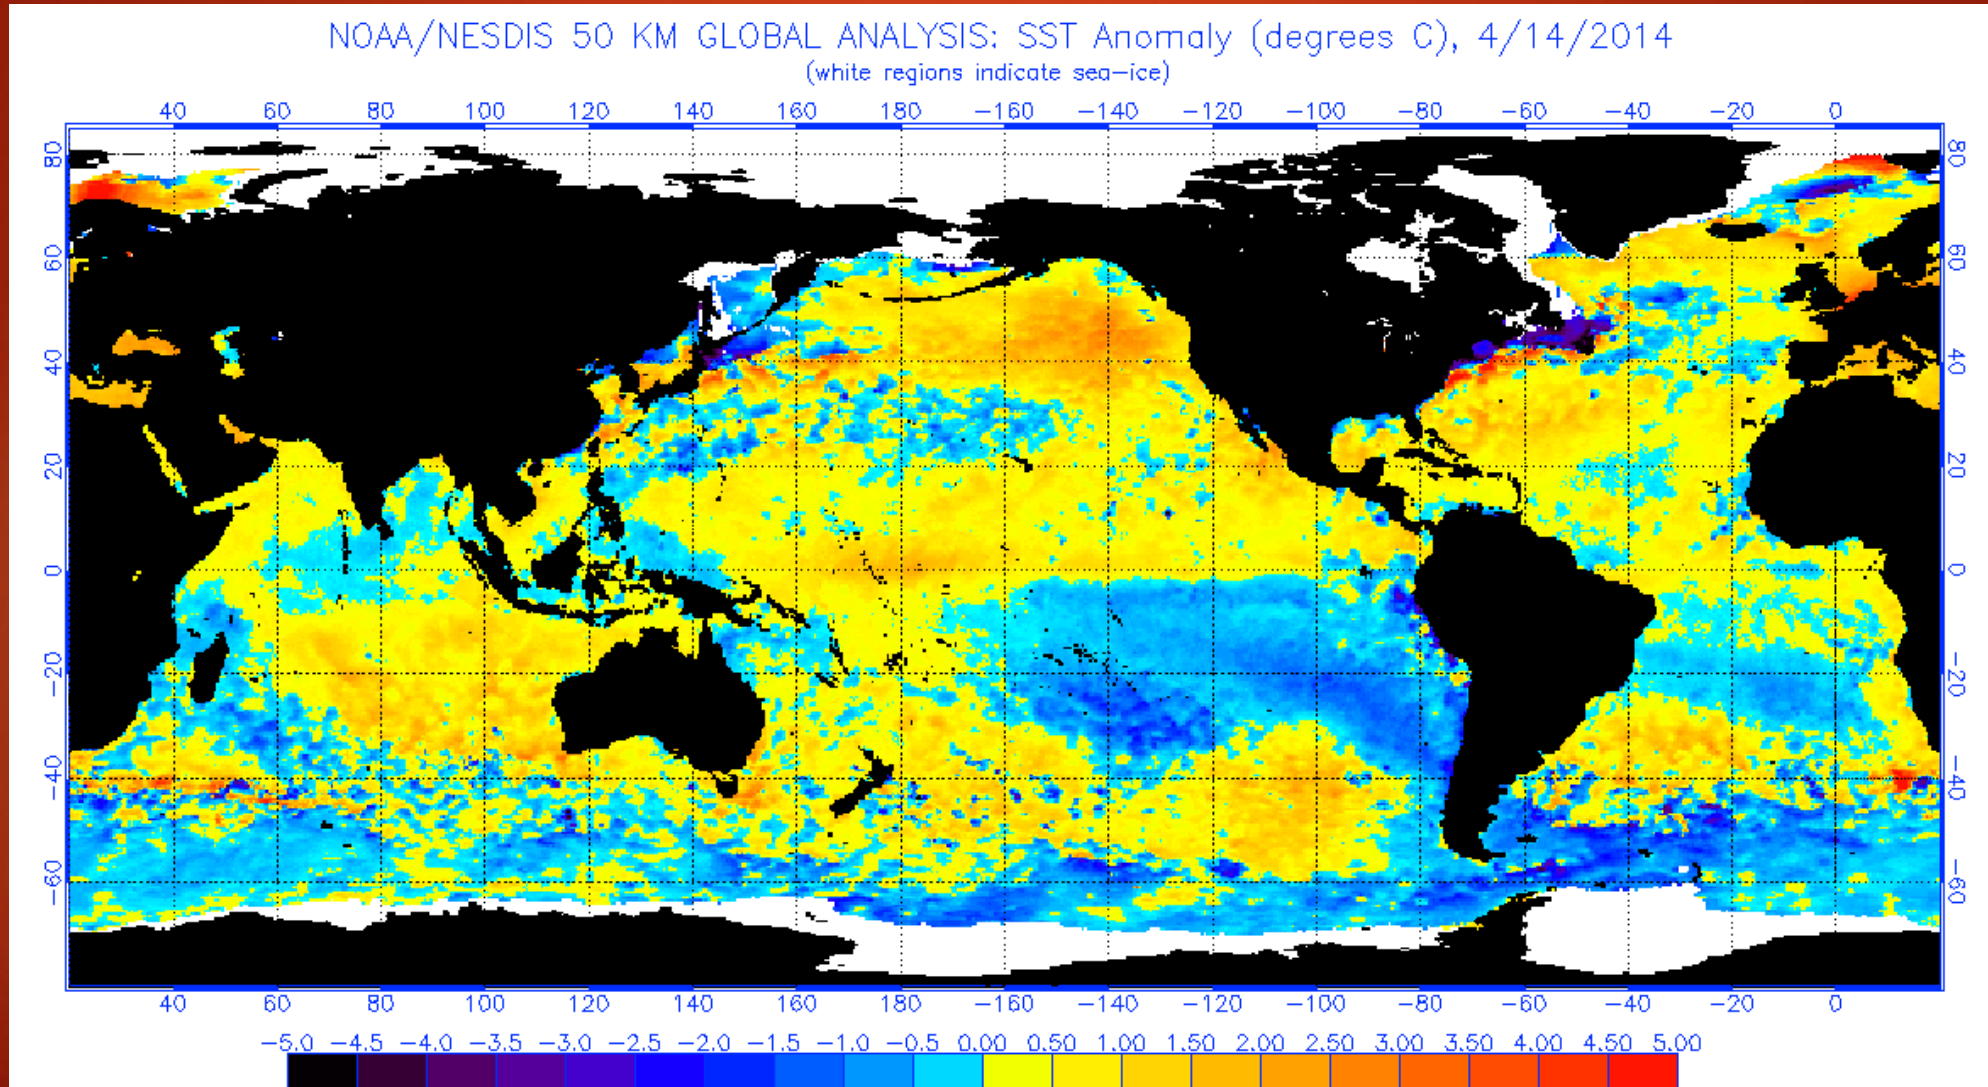 NOAA/NESDIS 50 KM GLOBAL ANALYSIS: SST Anomaly (degrees C), 4/14/2014
(white regions indicate sea-ice)
40 60 80 100 120 140 160 180 -160 -140 -120 -100 -80 -60 -40 -20 0
80 80
60 60
40 40
20 20
0 0
-20 -20
-40 -40
-60 -60
40 60 80 100 120 140 160 180 -160 -140 -120 -100 -80 -60 -40 -20 0
-5.0 -4.5 -4.0 -3.5 -3.0 -2.5 -2.0 -1.5 -1.0 -0.5 0.00 0.50 1.00 1.50 2.00 2.50 3.00 3.50 4.00 4.50 5.00